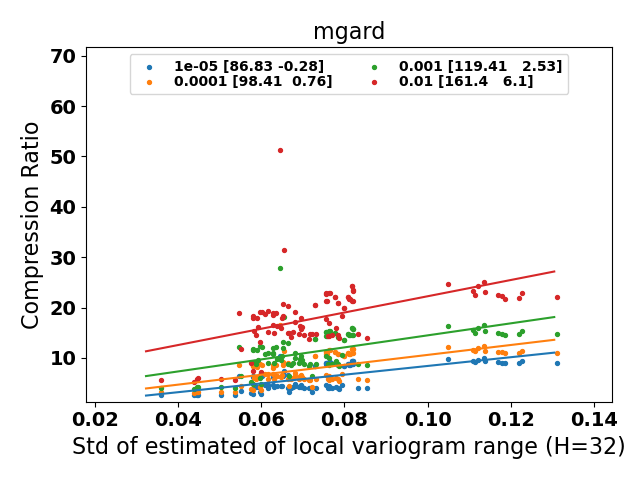 mgard
1e-05 [86.83 -0.28]
0.0001 [98.41  0.76]
0.001 [119.41   2.53]
0.01 [161.4   6.1]
70
60
50
40
30
20
10
Compression Ratio
0.02 0.04 0.06 0.08 0.10 0.12 0.14
Std of estimated of local variogram range (H=32)